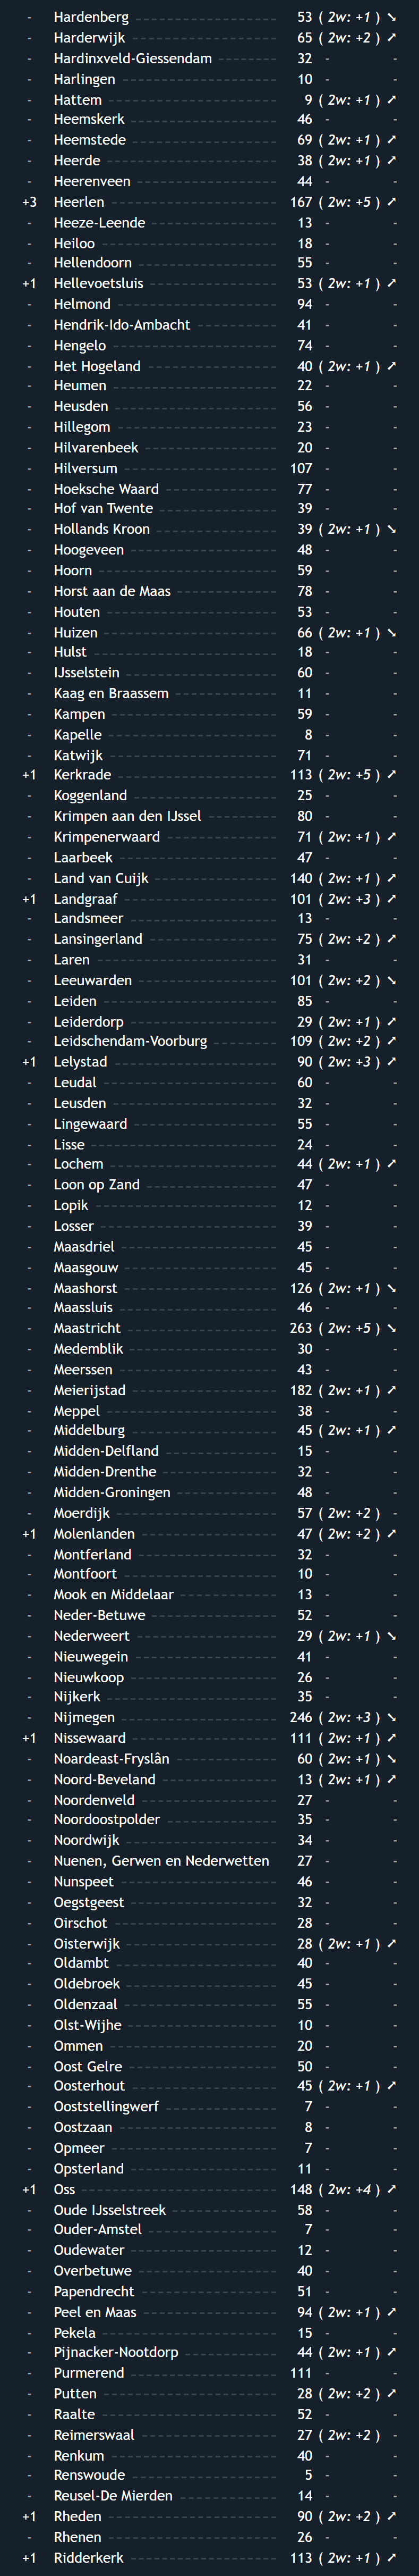 - Hardenberg 53 ( 2w: +1 ) ➘
- Harderwijk 65 ( 2w: +2 ) ➚
- Hardinxveld-Giessendam 32 - -
- Harlingen 10 - -
- Hattem 9 ( 2w: +1 ) ➚
- Heemskerk 46 - -
- Heemstede 69 ( 2w: +1 ) ➚
- Heerde 38 ( 2w: +1 ) ➚
- Heerenveen 44 - -
+3 Heerlen 167 ( 2w: +5 ) ➚
- Heeze-Leende 13 - -
- Heiloo 18 - -
- Hellendoorn 55 - -
+1 Hellevoetsluis 53 ( 2w: +1 ) ➚
- Helmond 94 - -
- Hendrik-Ido-Ambacht 41 - -
- Hengelo 74 - -
- Het Hogeland 40 ( 2w: +1 ) ➚
- Heumen 22 - -
- Heusden 56 - -
- Hillegom 23 - -
- Hilvarenbeek 20 - -
- Hilversum 107 - -
- Hoeksche Waard 77 - -
- Hof van Twente 39 - -
- Hollands Kroon 39 ( 2w: +1 ) ➘
- Hoogeveen 48 - -
- Hoorn 59 - -
- Horst aan de Maas 78 - -
- Houten 53 - -
- Huizen 66 ( 2w: +1 ) ➘
- Hulst 18 - -
- IJsselstein 60 - -
- Kaag en Braassem 11 - -
- Kampen 59 - -
- Kapelle 8 - -
- Katwijk 71 - -
+1 Kerkrade 113 ( 2w: +5 ) ➚
- Koggenland 25 - -
- Krimpen aan den IJssel 80 - -
- Krimpenerwaard 71 ( 2w: +1 ) ➚
- Laarbeek 47 - -
- Land van Cuijk 140 ( 2w: +1 ) ➚
+1 Landgraaf 101 ( 2w: +3 ) ➚
- Landsmeer 13 - -
- Lansingerland 75 ( 2w: +2 ) ➚
- Laren 31 - -
- Leeuwarden 101 ( 2w: +2 ) ➘
- Leiden 85 - -
- Leiderdorp 29 ( 2w: +1 ) ➚
- Leidschendam-Voorburg 109 ( 2w: +2 ) ➚
+1 Lelystad 90 ( 2w: +3 ) ➚
- Leudal 60 - -
- Leusden 32 - -
- Lingewaard 55 - -
- Lisse 24 - -
- Lochem 44 ( 2w: +1 ) ➚
- Loon op Zand 47 - -
- Lopik 12 - -
- Losser 39 - -
- Maasdriel 45 - -
- Maasgouw 45 - -
- Maashorst 126 ( 2w: +1 ) ➘
- Maassluis 46 - -
- Maastricht 263 ( 2w: +5 ) ➘
- Medemblik 30 - -
- Meerssen 43 - -
- Meierijstad 182 ( 2w: +1 ) ➚
- Meppel 38 - -
- Middelburg 45 ( 2w: +1 ) ➚
- Midden-Delfland 15 - -
- Midden-Drenthe 32 - -
- Midden-Groningen 48 - -
- Moerdijk 57 ( 2w: +2 ) -
+1 Molenlanden 47 ( 2w: +2 ) ➚
- Montferland 32 - -
- Montfoort 10 - -
- Mook en Middelaar 13 - -
- Neder-Betuwe 52 - -
- Nederweert 29 ( 2w: +1 ) ➘
- Nieuwegein 41 - -
- Nieuwkoop 26 - -
- Nijkerk 35 - -
- Nijmegen 246 ( 2w: +3 ) ➘
+1 Nissewaard 111 ( 2w: +1 ) ➚
- Noardeast-Fryslân 60 ( 2w: +1 ) ➘
- Noord-Beveland 13 ( 2w: +1 ) ➚
- Noordenveld 27 - -
- Noordoostpolder 35 - -
- Noordwijk 34 - -
- Nuenen, Gerwen en Nederwetten 27 - -
- Nunspeet 46 - -
- Oegstgeest 32 - -
- Oirschot 28 - -
- Oisterwijk 28 ( 2w: +1 ) ➚
- Oldambt 40 - -
- Oldebroek 45 - -
- Oldenzaal 55 - -
- Olst-Wijhe 10 - -
- Ommen 20 - -
- Oost Gelre 50 - -
- Oosterhout 45 ( 2w: +1 ) ➚
- Ooststellingwerf 7 - -
- Oostzaan 8 - -
- Opmeer 7 - -
- Opsterland 11 - -
+1 Oss 148 ( 2w: +4 ) ➚
- Oude IJsselstreek 58 - -
- Ouder-Amstel 7 - -
- Oudewater 12 - -
- Overbetuwe 40 - -
- Papendrecht 51 - -
- Peel en Maas 94 ( 2w: +1 ) ➚
- Pekela 15 - -
- Pijnacker-Nootdorp 44 ( 2w: +1 ) ➚
- Purmerend 111 - -
- Putten 28 ( 2w: +2 ) ➚
- Raalte 52 - -
- Reimerswaal 27 ( 2w: +2 ) -
- Renkum 40 - -
- Renswoude 5 - -
- Reusel-De Mierden 14 - -
+1 Rheden 90 ( 2w: +2 ) ➚
- Rhenen 26 - -
+1 Ridderkerk 113 ( 2w: +1 ) ➚